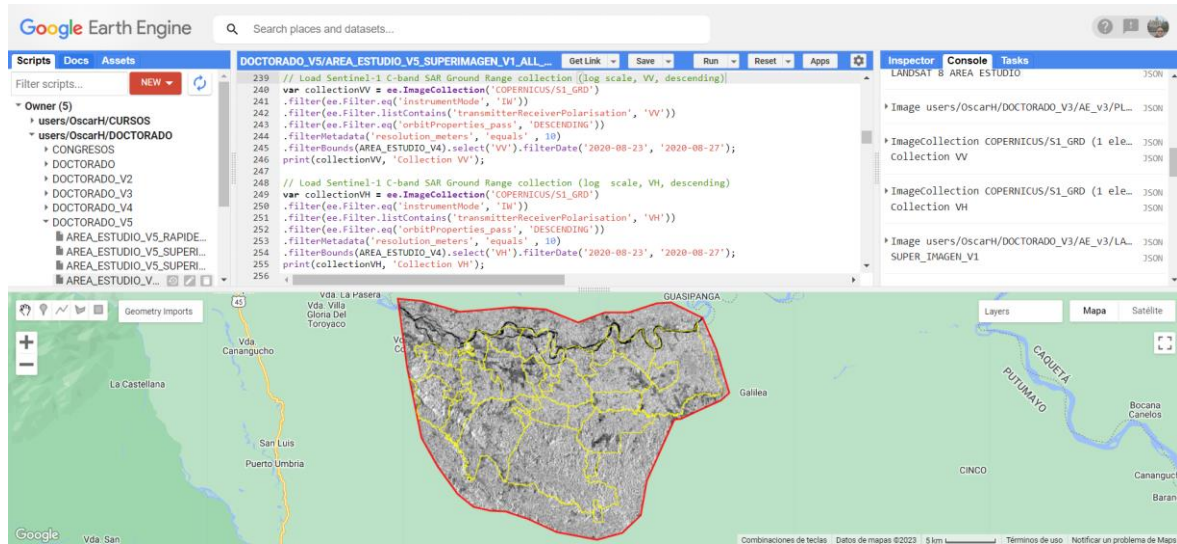 Google Earth Engine
Search places and datasets...
Scripts Docs Assets
Filter scripts... NEW
Owner (5)
users/OscarH/CURSOS
users/OscarH/DOCTORADO
CONGRESOS
DOCTORADO
DOCTORADO_V2
DOCTORADO_V3
DOCTORADO_V4
DOCTORADO_V5
AREA_ESTUDIO_V5_RAPIDE...
AREA_ESTUDIO_V5_SUPERI...
AREA_ESTUDIO_V5_SUPERI...
AREA_ESTUDIO_V...
DOCTORADO_V5/AREA_ESTUDIO_V5_SUPERIMAGEN_V1_ALL_... Get Link Save Run Reset Apps
239 // Load Sentinel-1 C-band SAR Ground Range collection (log scale, VV, descending)
240 var collectionVV = ee.ImageCollection('COPERNICUS/S1_GRD')
241 .filter(ee.Filter.eq('instrumentMode', 'IW'))
242 .filter(ee.Filter.listContains('transmitterReceiverPolarisation', 'VV'))
243 .filter(ee.Filter.eq('orbitProperties_pass', 'DESCENDING'))
244 .filterMetadata('resolution_meters', 'equals' , 10)
245 .filterBounds(AREA_ESTUDIO_V4).select('VV').filterDate('2020-08-23', '2020-08-27');
246 print(collectionVV, 'Collection VV');
247
248 // Load Sentinel-1 C-band SAR Ground Range collection (log scale, VH, descending)
249 var collectionVH = ee.ImageCollection('COPERNICUS/S1_GRD')
250 .filter(ee.Filter.eq('instrumentMode', 'IW'))
251 .filter(ee.Filter.listContains('transmitterReceiverPolarisation', 'VH'))
252 .filter(ee.Filter.eq('orbitProperties_pass', 'DESCENDING'))
253 .filterMetadata('resolution_meters', 'equals' , 10)
254 .filterBounds(AREA_ESTUDIO_V4).select('VH').filterDate('2020-08-23', '2020-08-27');
255 print(collectionVH, 'Collection VH');
256
Inspector Console Tasks
LANDSAT 8 AREA ESTUDIO JSON
Image users/OscarH/DOCTORADO_V3/AE_v3/PL... JSON
ImageCollection COPERNICUS/S1_GRD (1 ele... JSON
Collection VV JSON
ImageCollection COPERNICUS/S1_GRD (1 ele... JSON
Collection VH JSON
Image users/OscarH/DOCTORADO_V3/AE_v3/LA... JSON
SUPER_IMAGEN_V1 JSON
Geometry Imports
Layers Mapa Satélite
45
Vda. La Pasera
Vda. Villa
Gloria Del
Toroyaco
GUASIPANGA
Vda.
Canangucho
La Castellana
Galilea
CAQUETÁ
PUTUMAYO
Bocana
Canelos
San Luis
Puerto Umbria
CINCO
Cananguch
Baran
Google
Vda. San
Combinaciones de teclas Datos de mapas ©2023 5 km Términos de uso Notificar un problema de Maps